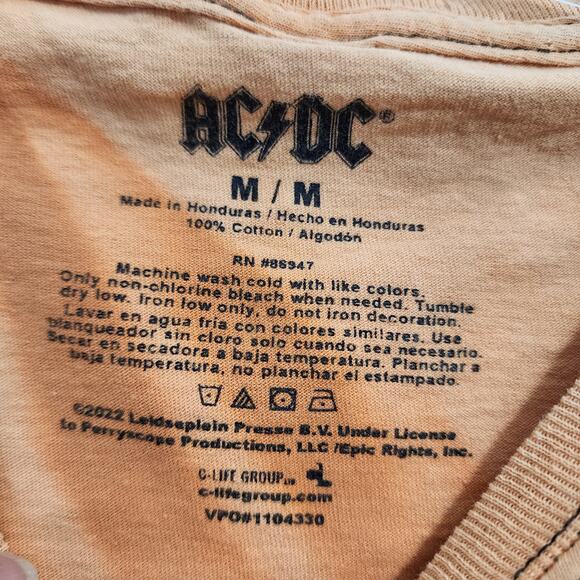 AC⚡DC®
M / M
Made in Honduras / Hecho en Honduras
100% Cotton / Algodón
RN #88947
Machine wash cold with like colors.
Only non-chlorine bleach when needed. Tumble
dry low. Iron low only, do not iron decoration.
Lavar en agua fria con colores similares. Use
blanqueador sin cloro solo cuando sea necesario.
Secar en secadora a baja temperatura. Planchar a
baja temperatura, no planchar el estampado.
©2022 Leidseplein Presse B.V. Under License
to Perryscope Productions, LLC /Epic Rights, Inc.
C-LIFE GROUP LTD
c-lifegroup.com
VPO#1104330